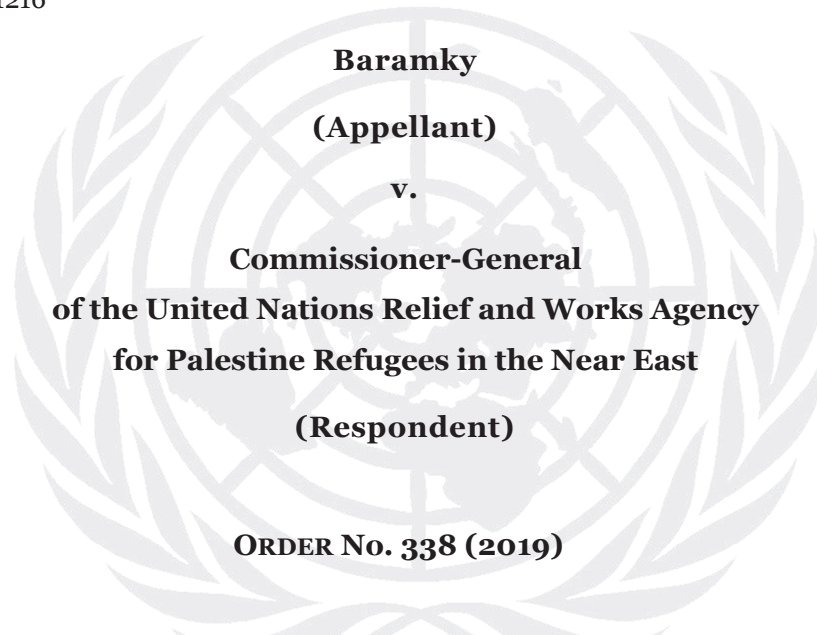 1216
Baramky
(Appellant)
v.
Commissioner-General
of the United Nations Relief and Works Agency
for Palestine Refugees in the Near East
(Respondent)
ORDER No. 338 (2019)